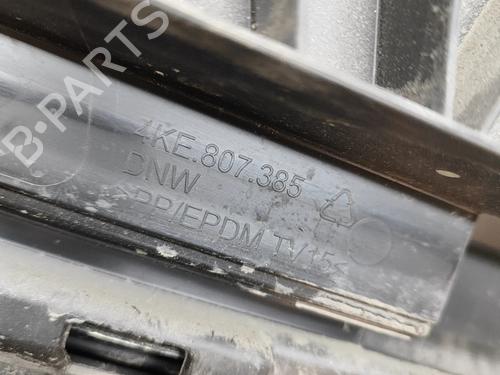 B-PARTS
4KE.807.385
DNW
>PP/EPDM TV15<